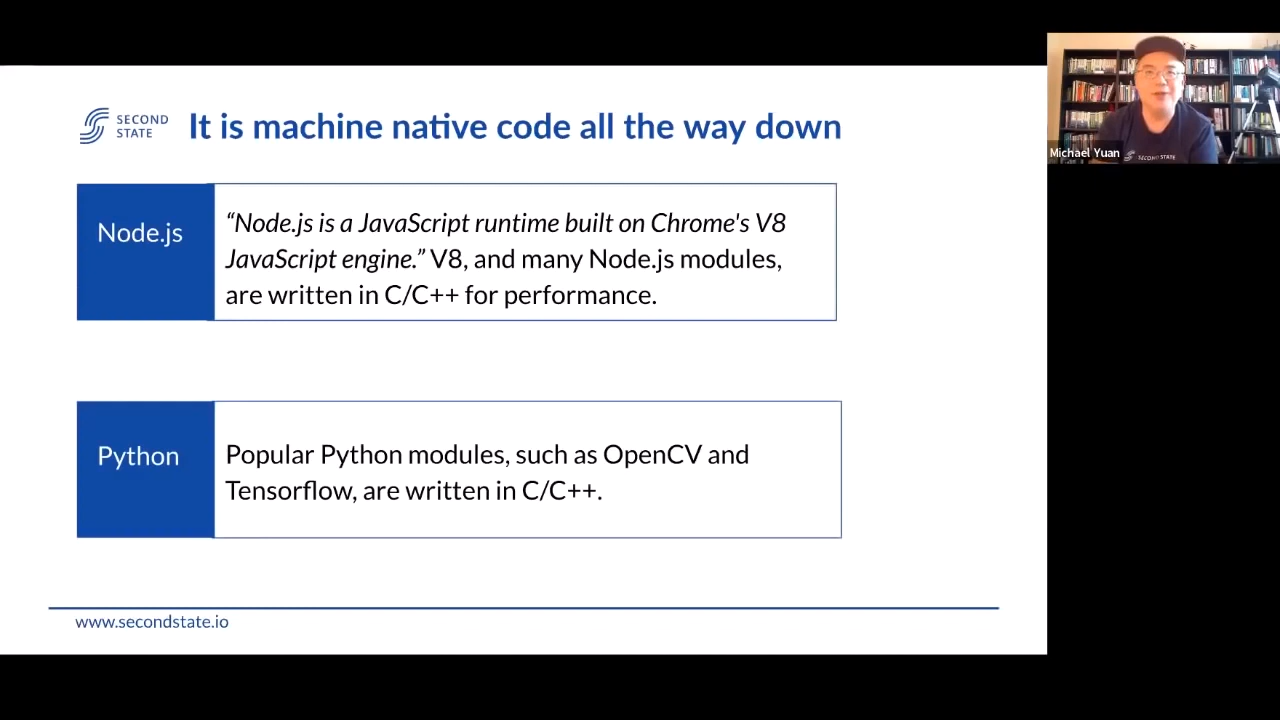 SECOND
STATE
It is machine native code all the way down
Node.js
“Node.js is a JavaScript runtime built on Chrome's V8
JavaScript engine.” V8, and many Node.js modules,
are written in C/C++ for performance.
Python
Popular Python modules, such as OpenCV and
Tensorflow, are written in C/C++.
www.secondstate.io
Michael Yuan
SECOND STATE